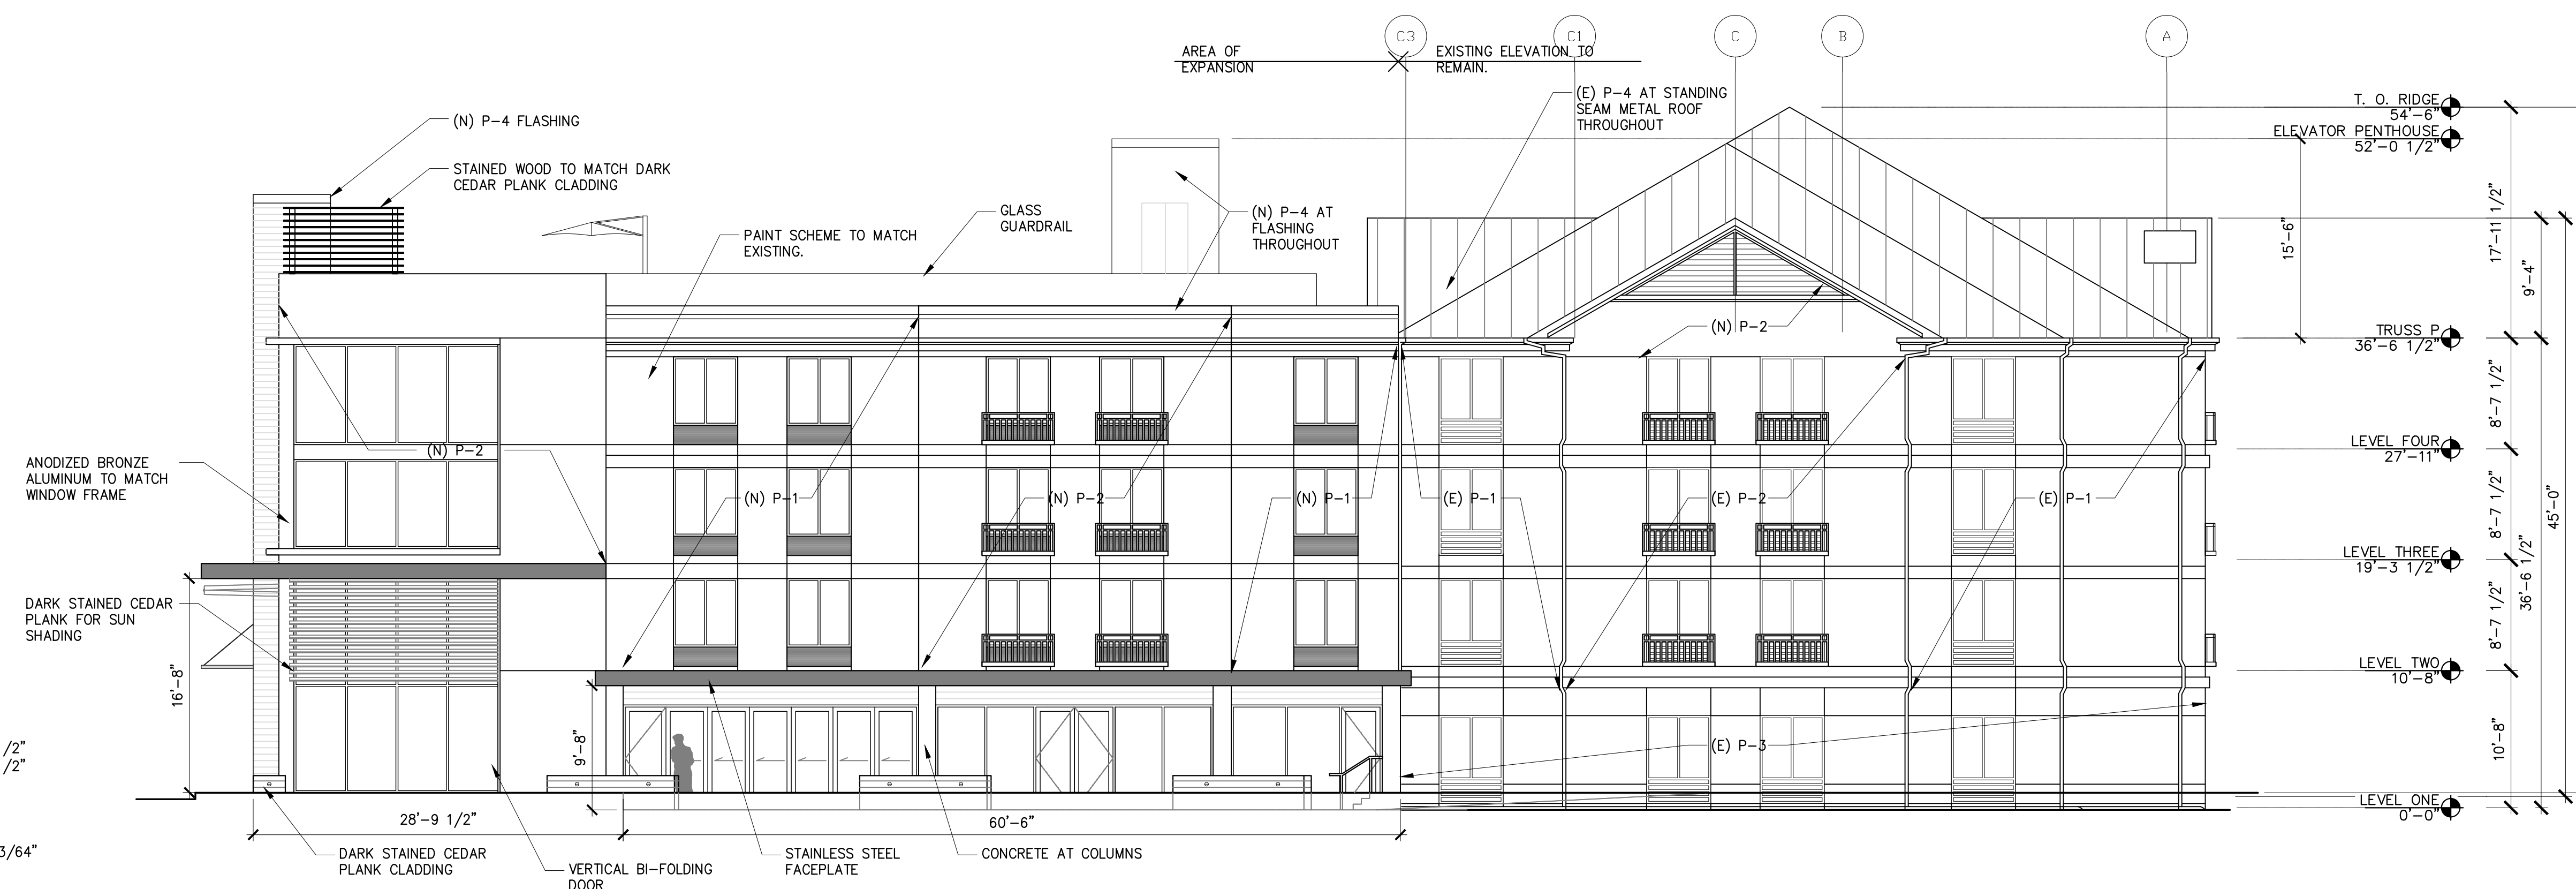 C3
C1
C
B
A
AREA OF
EXPANSION
EXISTING ELEVATION TO
REMAIN.
(E) P-4 AT STANDING
SEAM METAL ROOF
THROUGHOUT
T. O. RIDGE
54'-6"
ELEVATOR PENTHOUSE
52'-0 1/2"
(N) P-4 FLASHING
STAINED WOOD TO MATCH DARK
CEDAR PLANK CLADDING
GLASS
GUARDRAIL
(N) P-4 AT
FLASHING
THROUGHOUT
PAINT SCHEME TO MATCH
EXISTING.
15'-6"
17'-11 1/2"
9'-4"
(N) P-2
TRUSS P
36'-6 1/2"
8'-7 1/2"
LEVEL FOUR
27'-11"
ANODIZED BRONZE
ALUMINUM TO MATCH
WINDOW FRAME
(N) P-2
(N) P-1
(N) P-2
(N) P-1
(E) P-1
(E) P-2
(E) P-1
8'-7 1/2"
45'-0"
LEVEL THREE
19'-3 1/2"
36'-6 1/2"
DARK STAINED CEDAR
PLANK FOR SUN
SHADING
8'-7 1/2"
LEVEL TWO
10'-8"
16'-8"
9'-8"
(E) P-3
10'-8"
/2"
/2"
LEVEL ONE
0'-0"
28'-9 1/2"
60'-6"
3/64"
DARK STAINED CEDAR
PLANK CLADDING
VERTICAL BI-FOLDING
DOOR
STAINLESS STEEL
FACEPLATE
CONCRETE AT COLUMNS